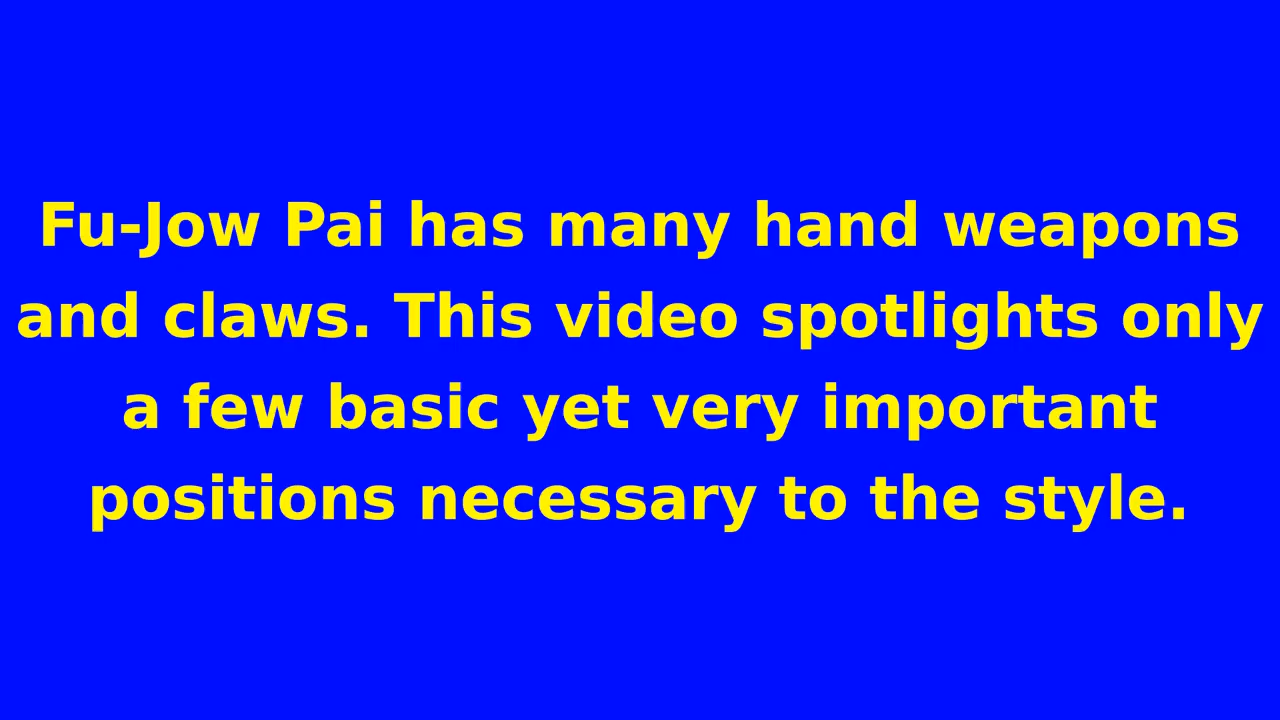 Fu-Jow Pai has many hand weapons
and claws. This video spotlights only
a few basic yet very important
positions necessary to the style.